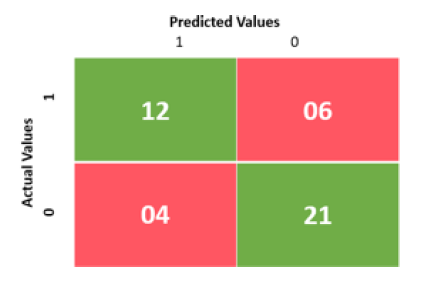 Predicted Values
1 0
Actual Values
1
12 06
0
04 21